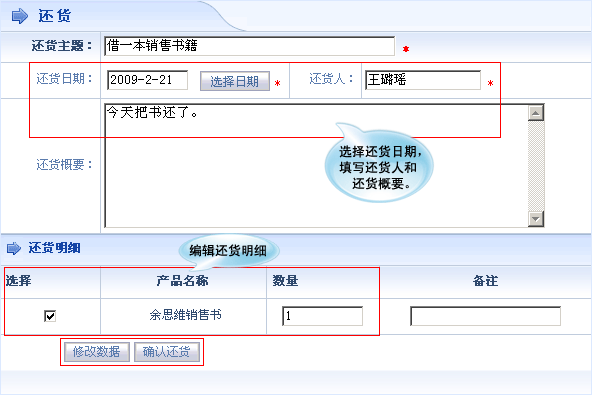 还 货
还货主题： 借一本销售书籍 *
还货日期： 2009-2-21 选择日期 * 还货人： 王璐瑶 *
今天把书还了。
还货概要：
选择还货日期，
填写还货人和
还货概要。
还货明细
编辑还货明细
选择 产品名称 数量 备注
余思维销售书 1
修改数据 确认还货